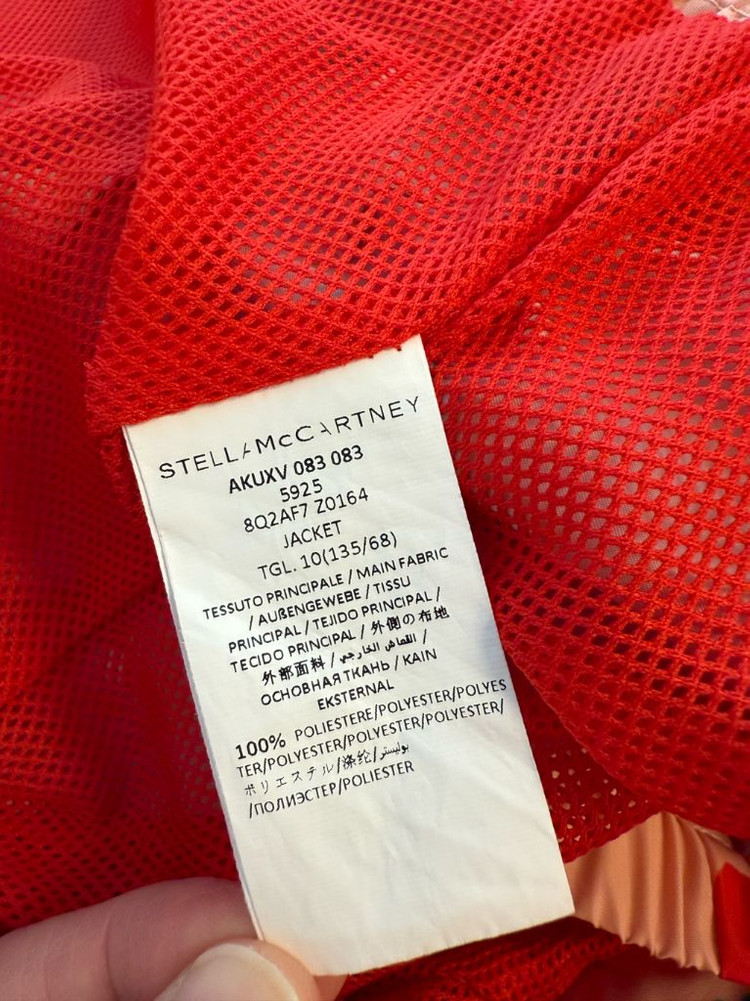 STELLA McCARTNEY
AKUXV 083 083
5925
8Q2AF7 Z0164
JACKET
TGL. 10(135/68)
TESSUTO PRINCIPALE / MAIN FABRIC
/ AUßENGEWEBE / TISSU
PRINCIPAL / TEJIDO PRINCIPAL /
TECIDO PRINCIPAL / 外側の布地
外部面料 / القماش الخارجي /
ОСНОВНАЯ ТКАНЬ / KAIN
EKSTERNAL
100% POLIESTERE/POLYESTER/POLYES
TER/POLYESTER/POLYESTER/POLYESTER/
ポリエステル/涤纶/بوليستر
/ПОЛИЭСТЕР/POLIESTER